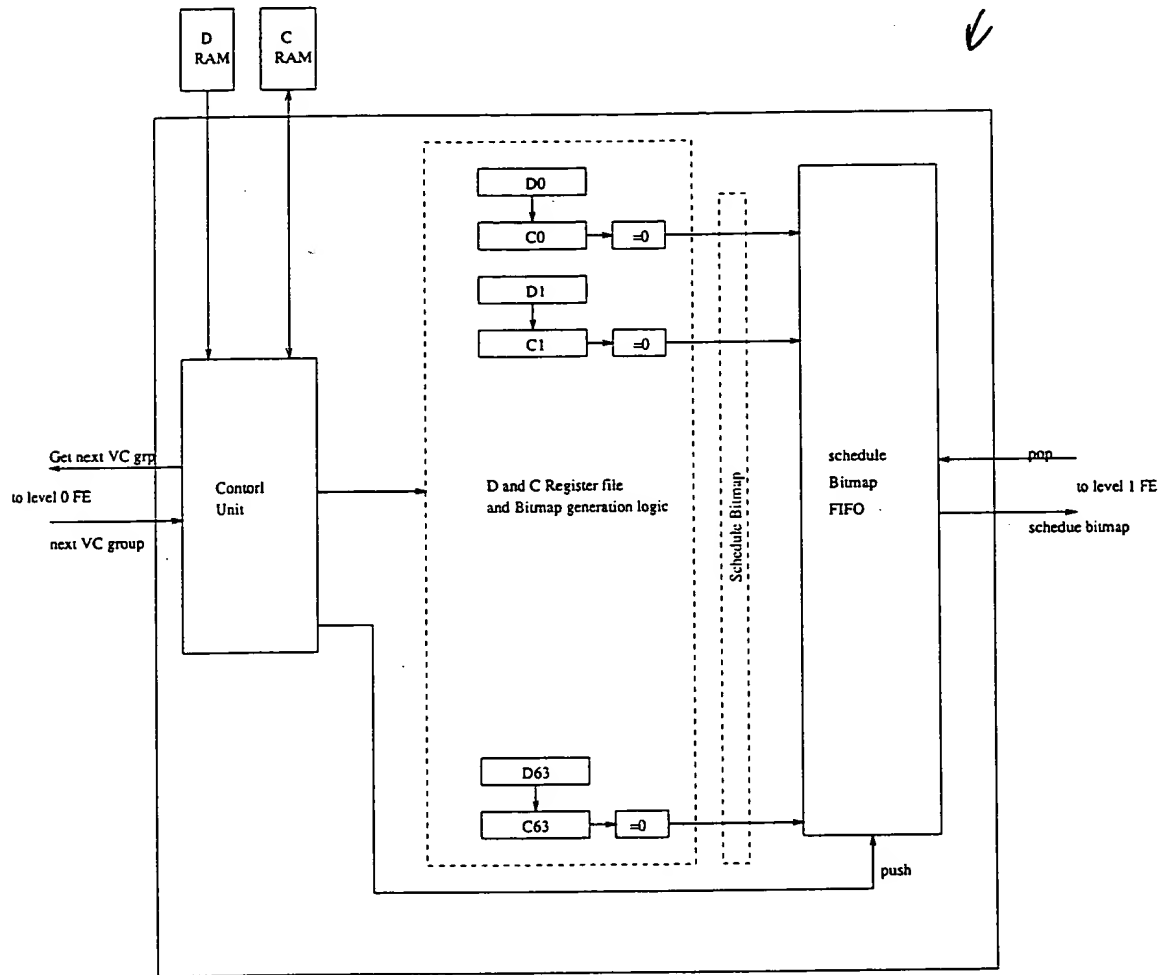 D
RAM
C
RAM
D0
C0
=0
D1
C1
=0
Get next VC grp
to level 0 FE
next VC group
Contorl
Unit
D and C Register file
and Bitmap generation logic
Schedule Bitmap
schedule
Bitmap
FIFO
pop
to level 1 FE
schedue bitmap
D63
C63
=0
push